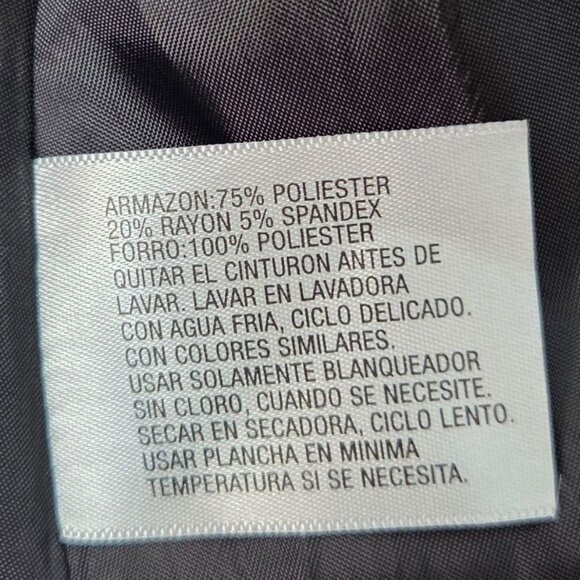 ARMAZON:75% POLIESTER
20% RAYON 5% SPANDEX
FORRO:100% POLIESTER
QUITAR EL CINTURON ANTES DE
LAVAR. LAVAR EN LAVADORA
CON AGUA FRIA, CICLO DELICADO.
CON COLORES SIMILARES.
USAR SOLAMENTE BLANQUEADOR
SIN CLORO, CUANDO SE NECESITE.
SECAR EN SECADORA, CICLO LENTO.
USAR PLANCHA EN MINIMA
TEMPERATURA SI SE NECESITA.